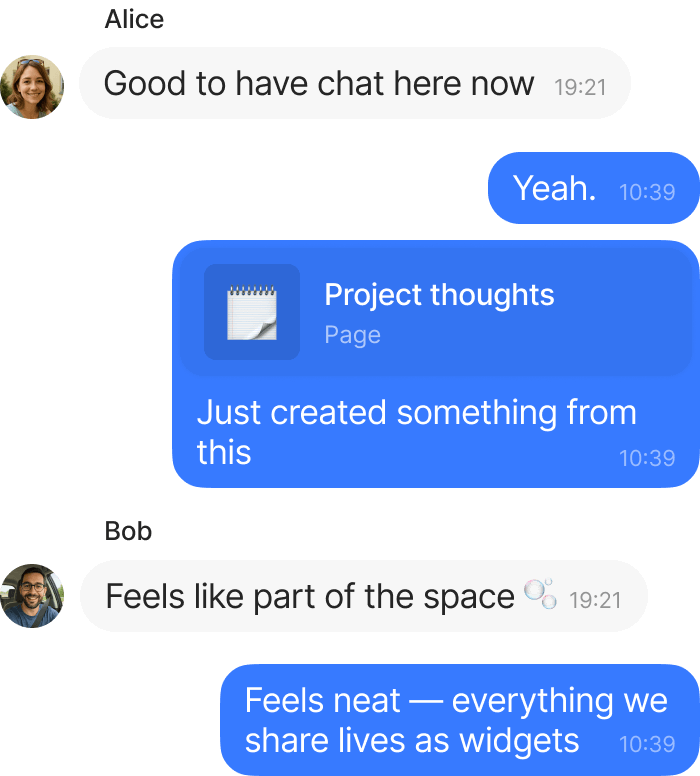 Alice
Good to have chat here now 19:21
Yeah. 10:39
Project thoughts
Page
Just created something from
this 10:39
Bob
Feels like part of the space 🫧 19:21
Feels neat — everything we
share lives as widgets 10:39